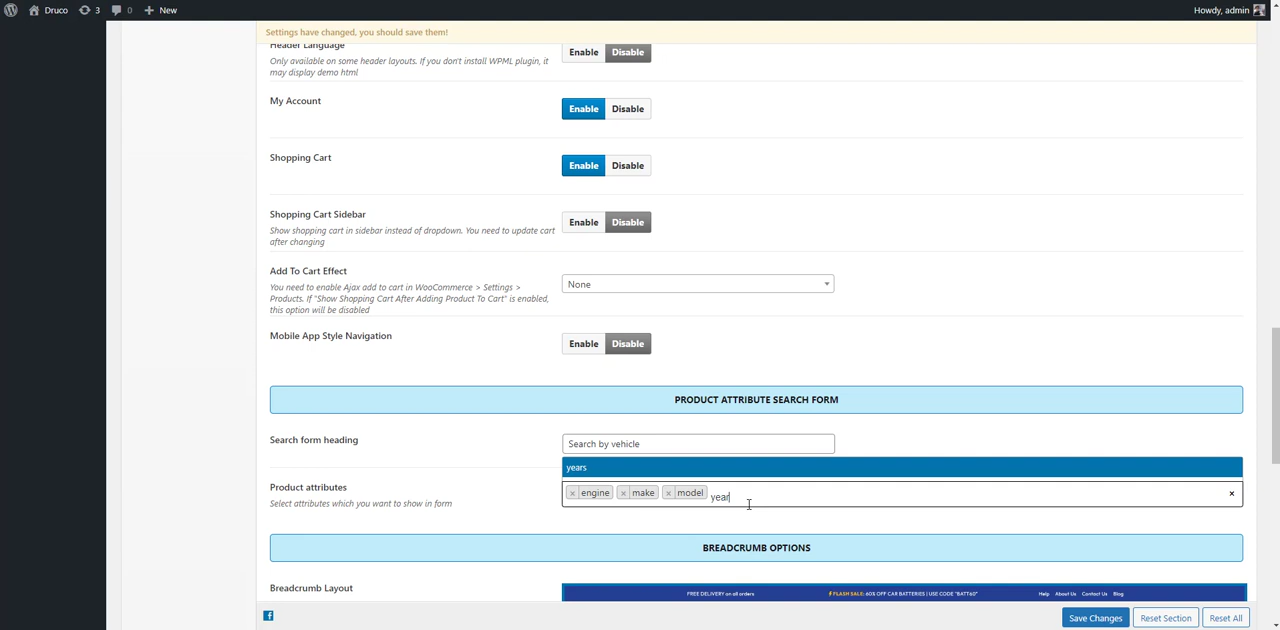 Druco
3
0
New
Howdy, admin
Settings have changed, you should save them!
Header Language
Only available on some header layouts. If you don't install WPML plugin, it
may display demo html
Enable
Disable
My Account
Enable
Disable
Shopping Cart
Enable
Disable
Shopping Cart Sidebar
Show shopping cart in sidebar instead of dropdown. You need to update cart
after changing
Enable
Disable
Add To Cart Effect
You need to enable Ajax add to cart in WooCommerce > Settings >
Products. If "Show Shopping Cart After Adding Product To Cart" is enabled,
this option will be disabled
None
Mobile App Style Navigation
Enable
Disable
PRODUCT ATTRIBUTE SEARCH FORM
Search form heading
Search by vehicle
years
Product attributes
Select attributes which you want to show in form
× engine × make × model year
×
BREADCRUMB OPTIONS
Breadcrumb Layout
FREE DELIVERY on all orders
FLASH SALE: 60% OFF CAR BATTERIES | USE CODE "BATT60"
Help About Us Contact Us Blog
Save Changes
Reset Section
Reset All